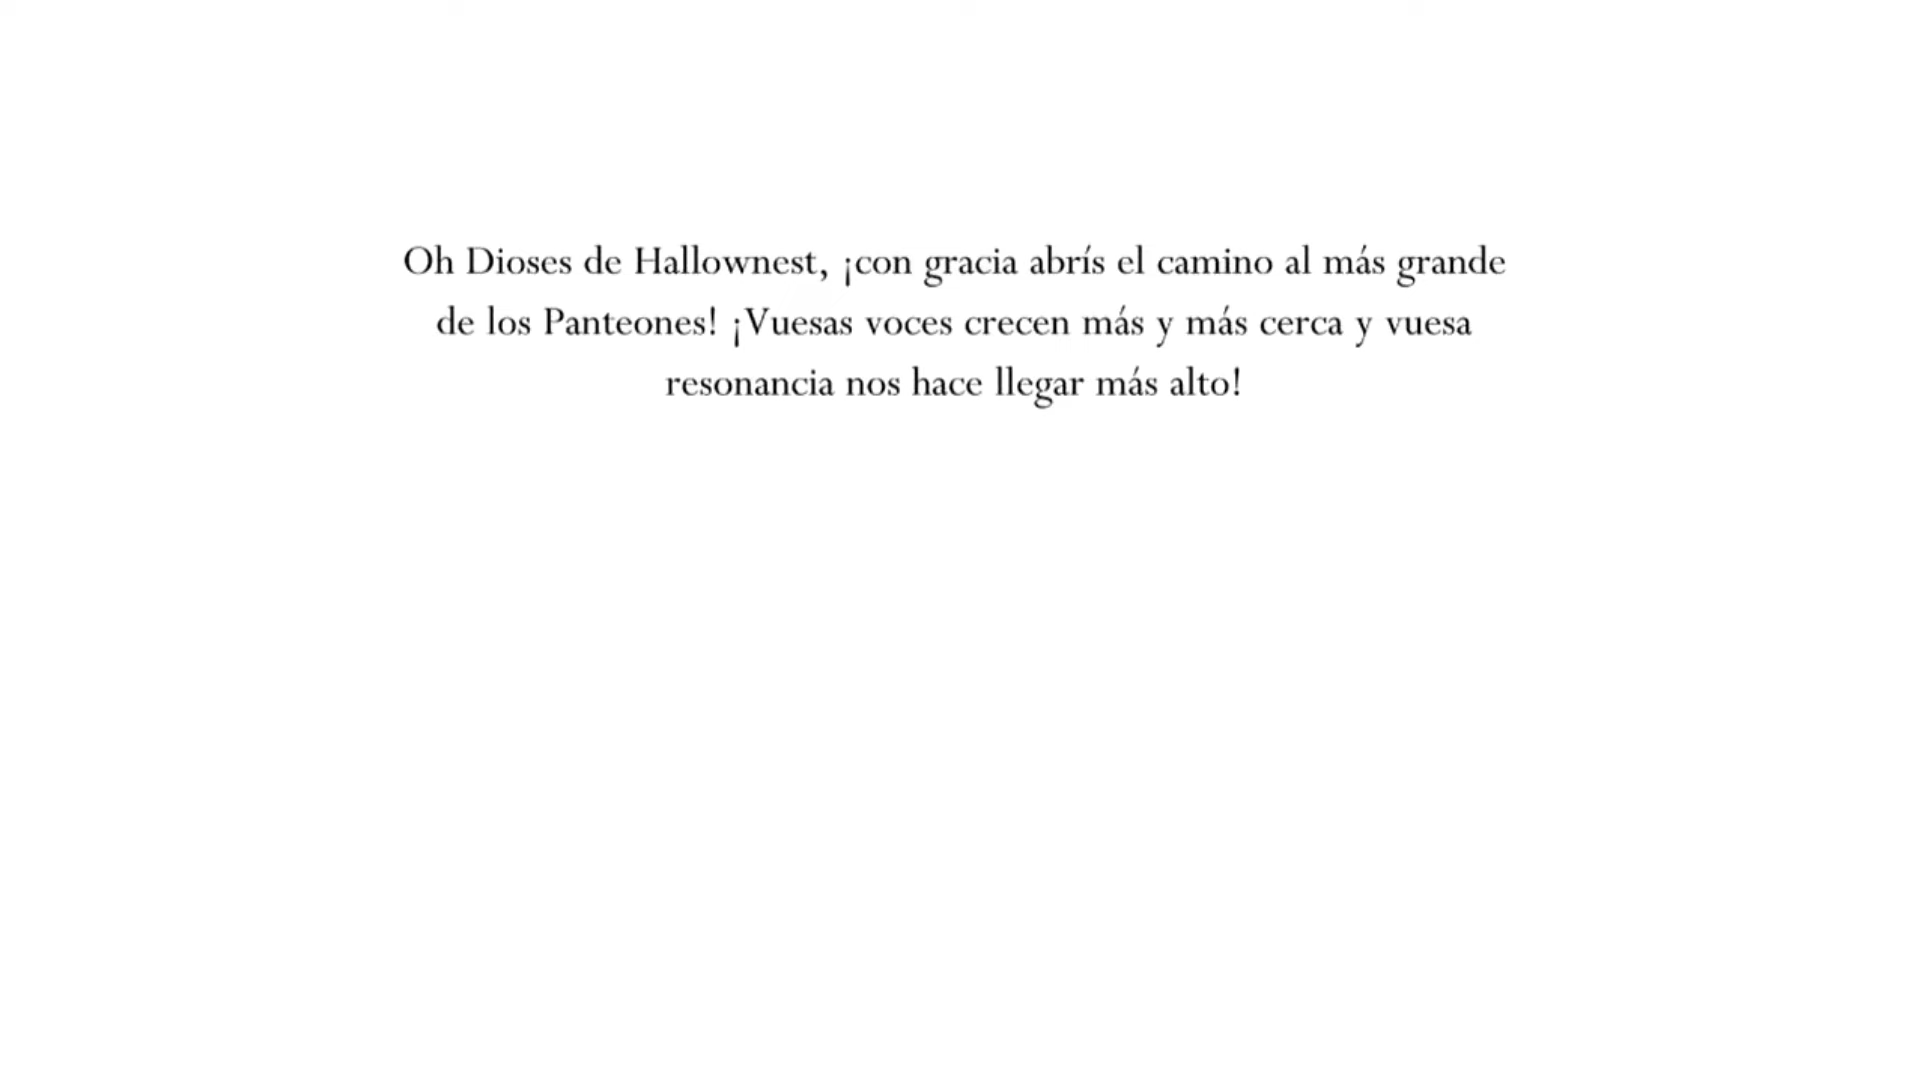 Oh Dioses de Hallownest, ¡con gracia abrís el camino al más grande
de los Panteones! ¡Vuesas voces crecen más y más cerca y vuesa
resonancia nos hace llegar más alto!